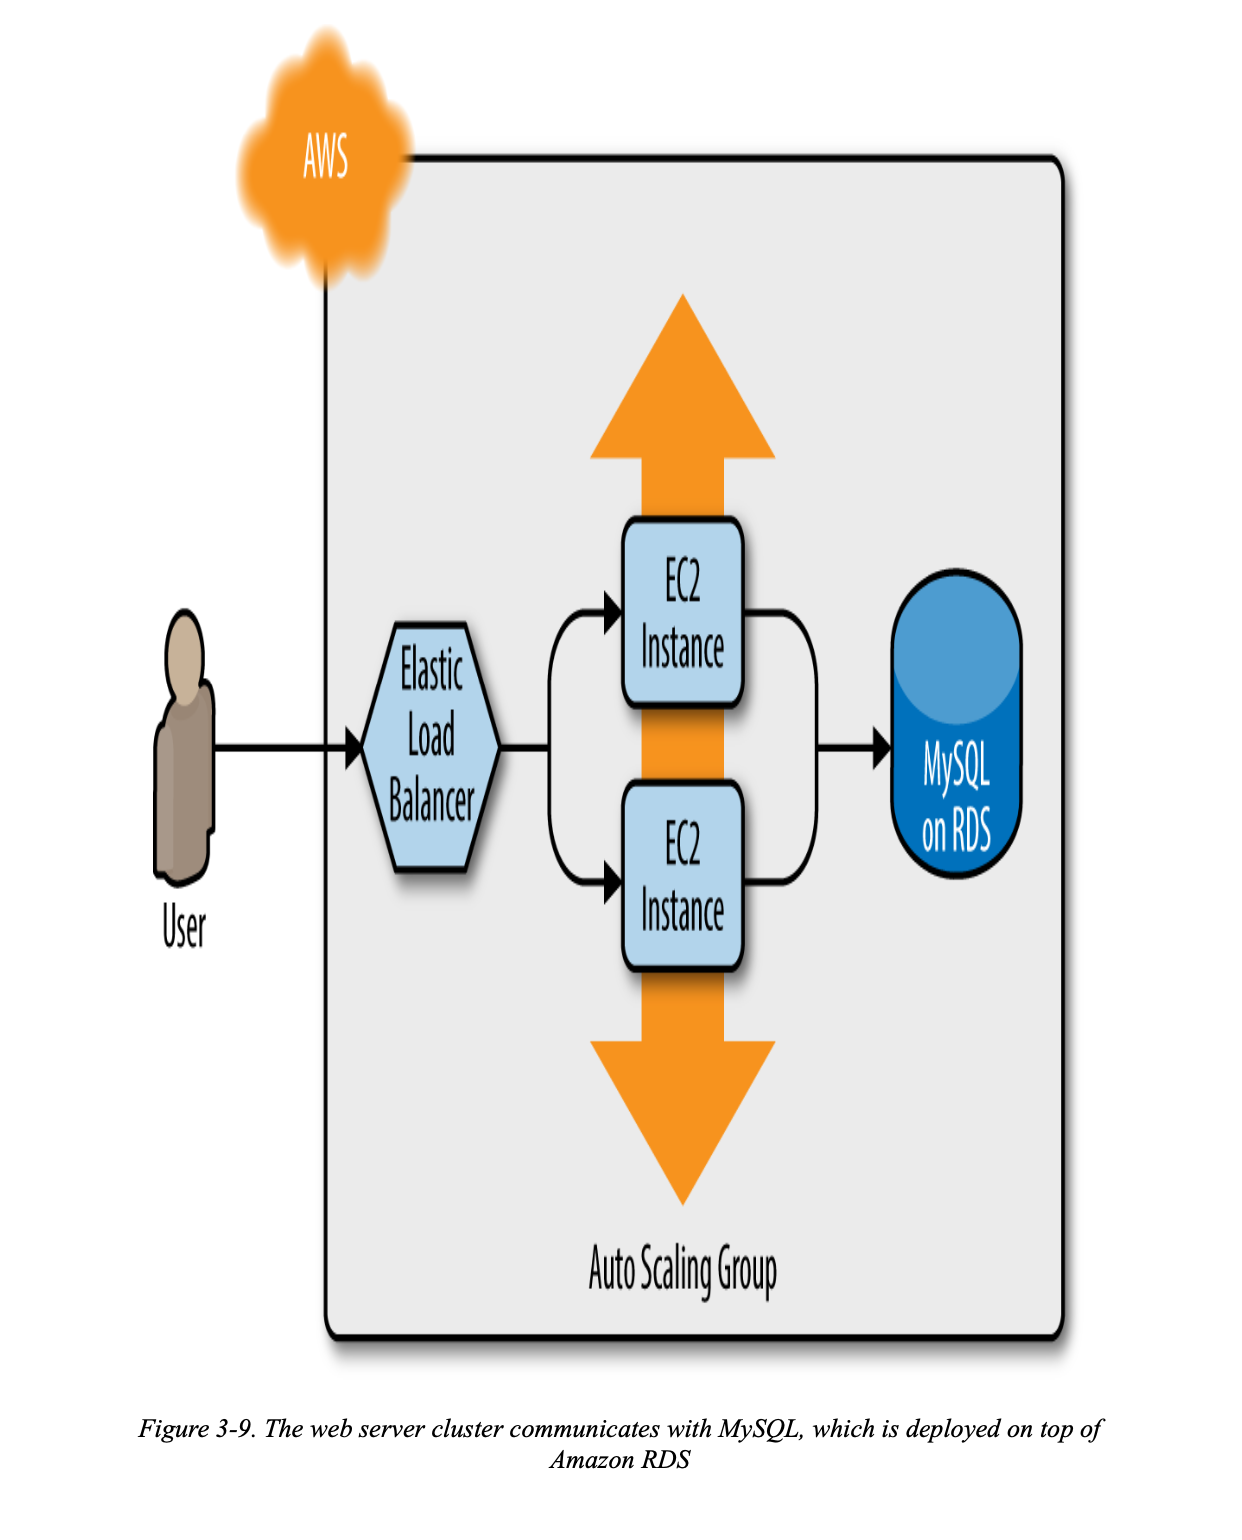 AWS
User
Elastic
Load
Balancer
EC2
Instance
EC2
Instance
MySQL
on RDS
Auto Scaling Group
Figure 3-9. The web server cluster communicates with MySQL, which is deployed on top of
Amazon RDS